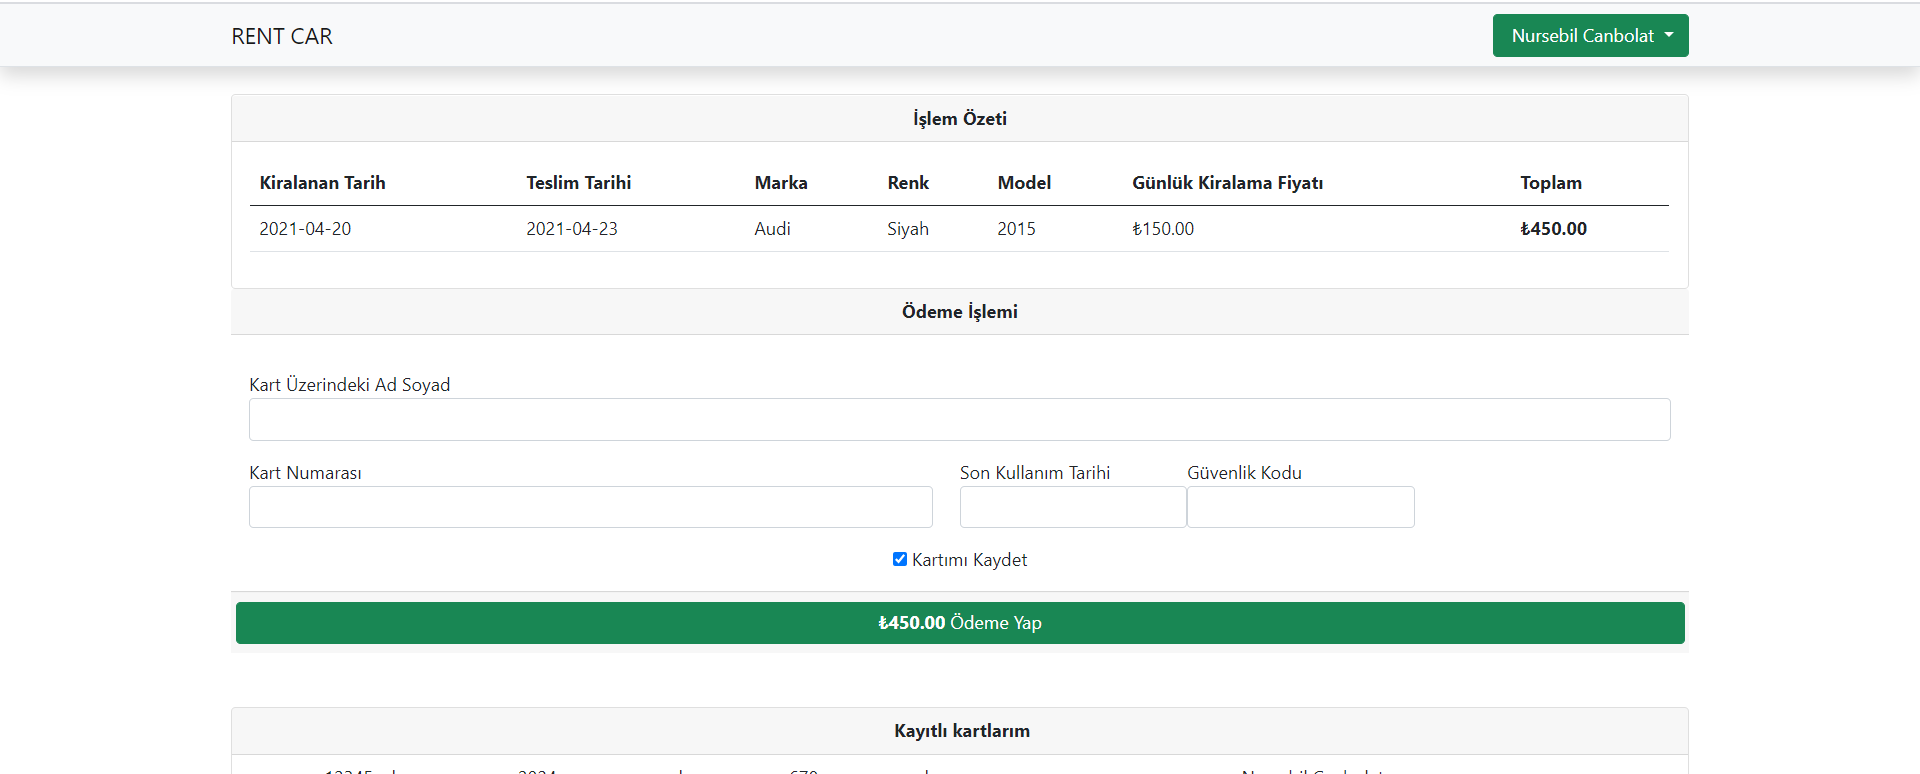 RENT CAR
Nursebil Canbolat
İşlem Özeti
Kiralanan Tarih Teslim Tarihi Marka Renk Model Günlük Kiralama Fiyatı Toplam
2021-04-20 2021-04-23 Audi Siyah 2015 ₺150.00 ₺450.00
Ödeme İşlemi
Kart Üzerindeki Ad Soyad
Kart Numarası Son Kullanım Tarihi Güvenlik Kodu
Kartımı Kaydet
₺450.00 Ödeme Yap
Kayıtlı kartlarım